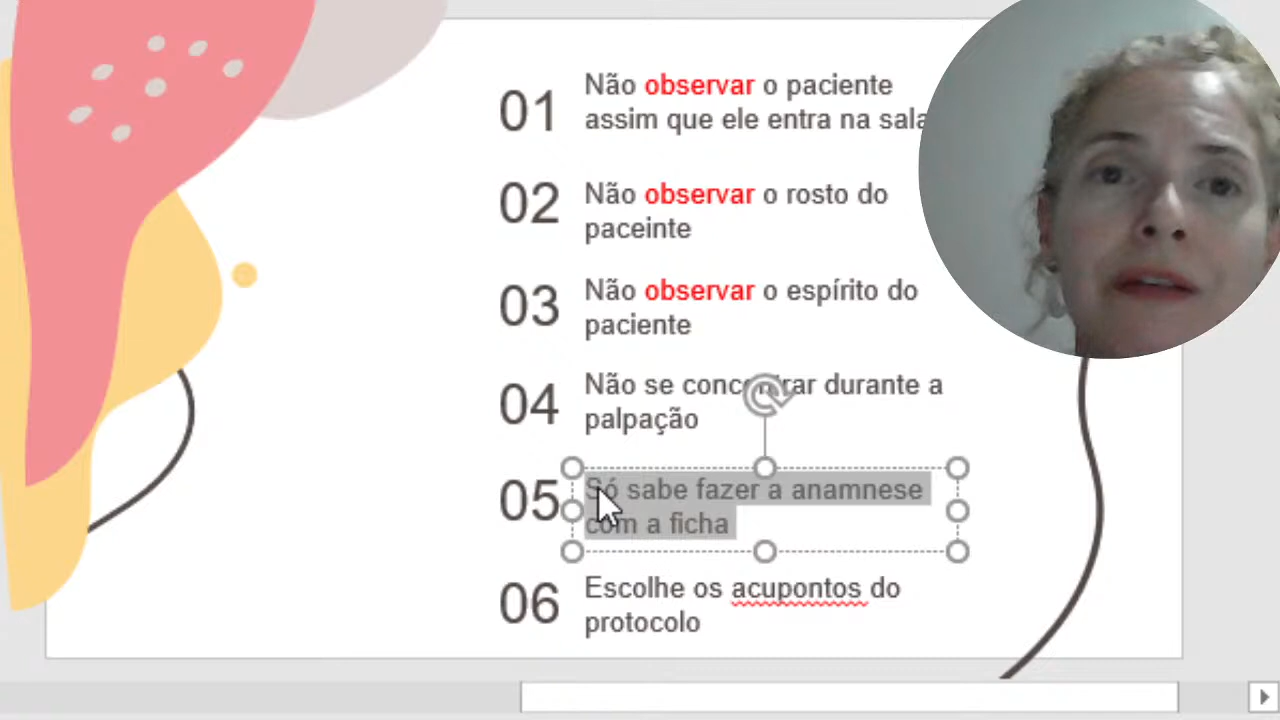 01
Não observar o paciente
assim que ele entra na sala
02
Não observar o rosto do
paceinte
03
Não observar o espírito do
paciente
04
Não se concentrar durante a
palpação
05
Só sabe fazer a anamnese
com a ficha
06
Escolhe os acupontos do
protocolo